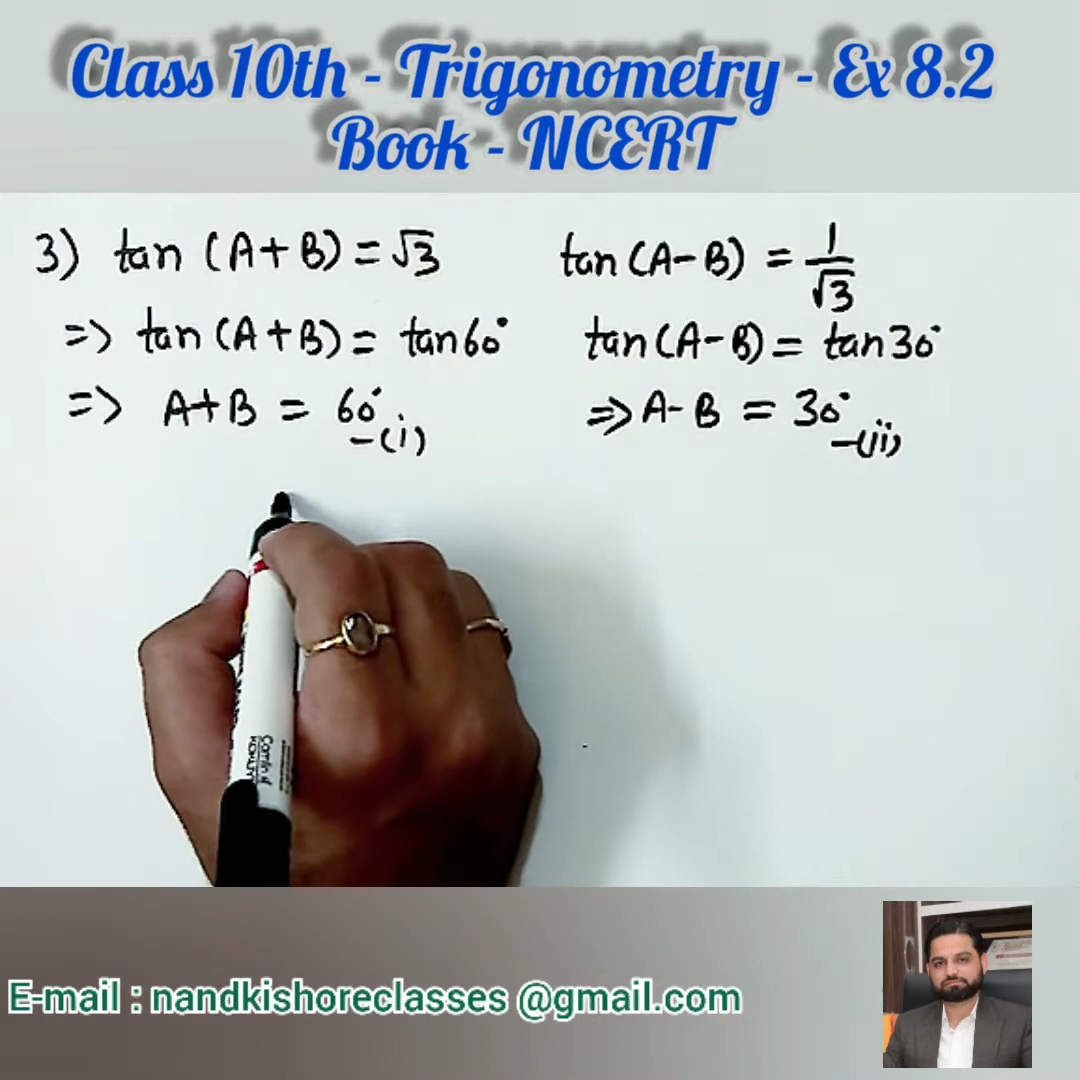 Class 10th - Trigonometry - Ex 8.2
Book - NCERT
3) tan (A+B) = √3
tan (A-B) = 1/√3
=> tan (A+B) = tan60°
tan (A-B) = tan30°
=> A+B = 60° -(i)
=> A-B = 30° -(ii)
Camlin
E-mail : nandkishoreclasses @gmail.com